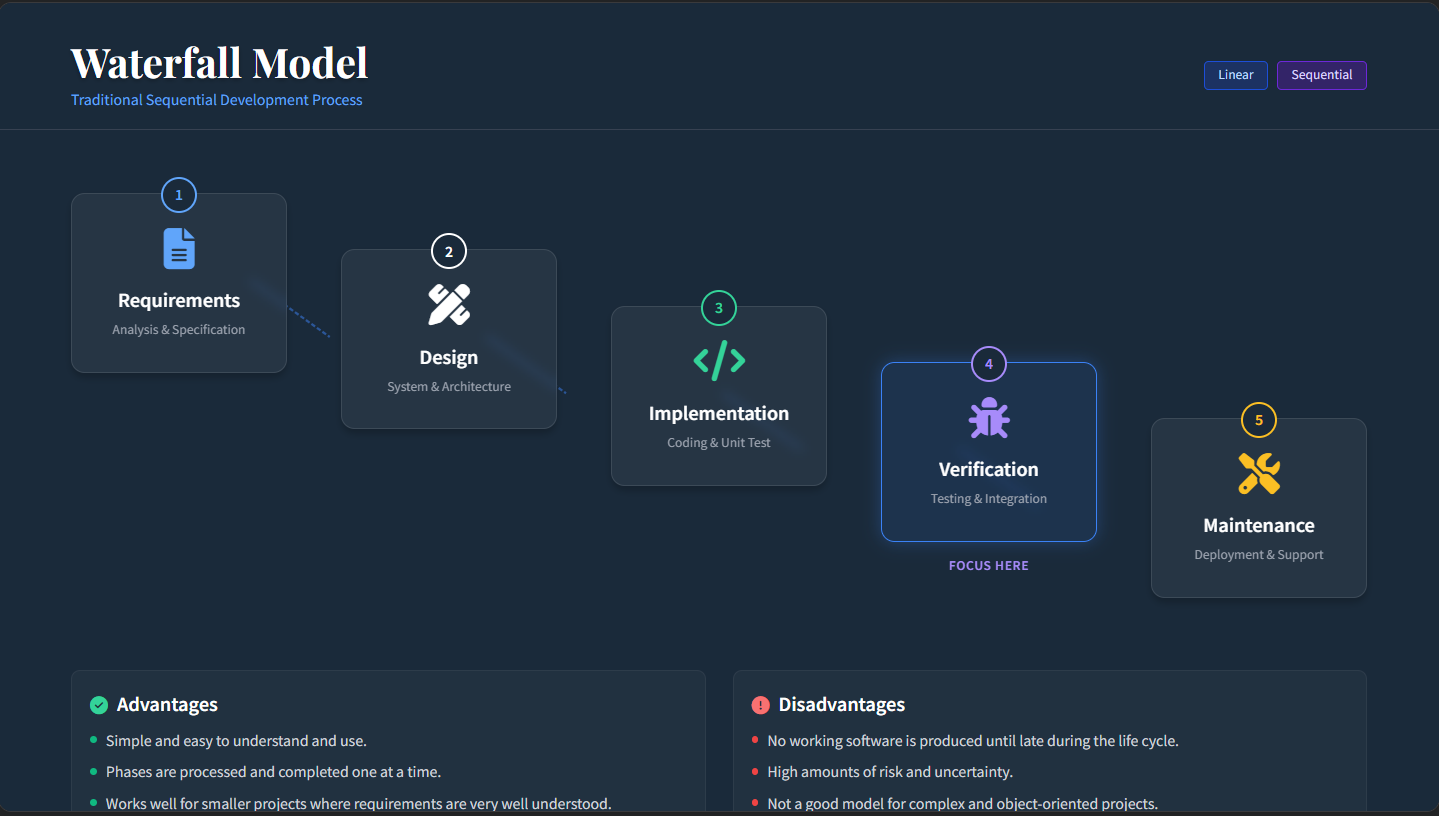 Waterfall Model
Traditional Sequential Development Process
Linear
Sequential
1
Requirements
Analysis & Specification
2
Design
System & Architecture
3
Implementation
Coding & Unit Test
4
Verification
Testing & Integration
FOCUS HERE
5
Maintenance
Deployment & Support
Advantages
Simple and easy to understand and use.
Phases are processed and completed one at a time.
Works well for smaller projects where requirements are very well understood.
Disadvantages
No working software is produced until late during the life cycle.
High amounts of risk and uncertainty.
Not a good model for complex and object-oriented projects.